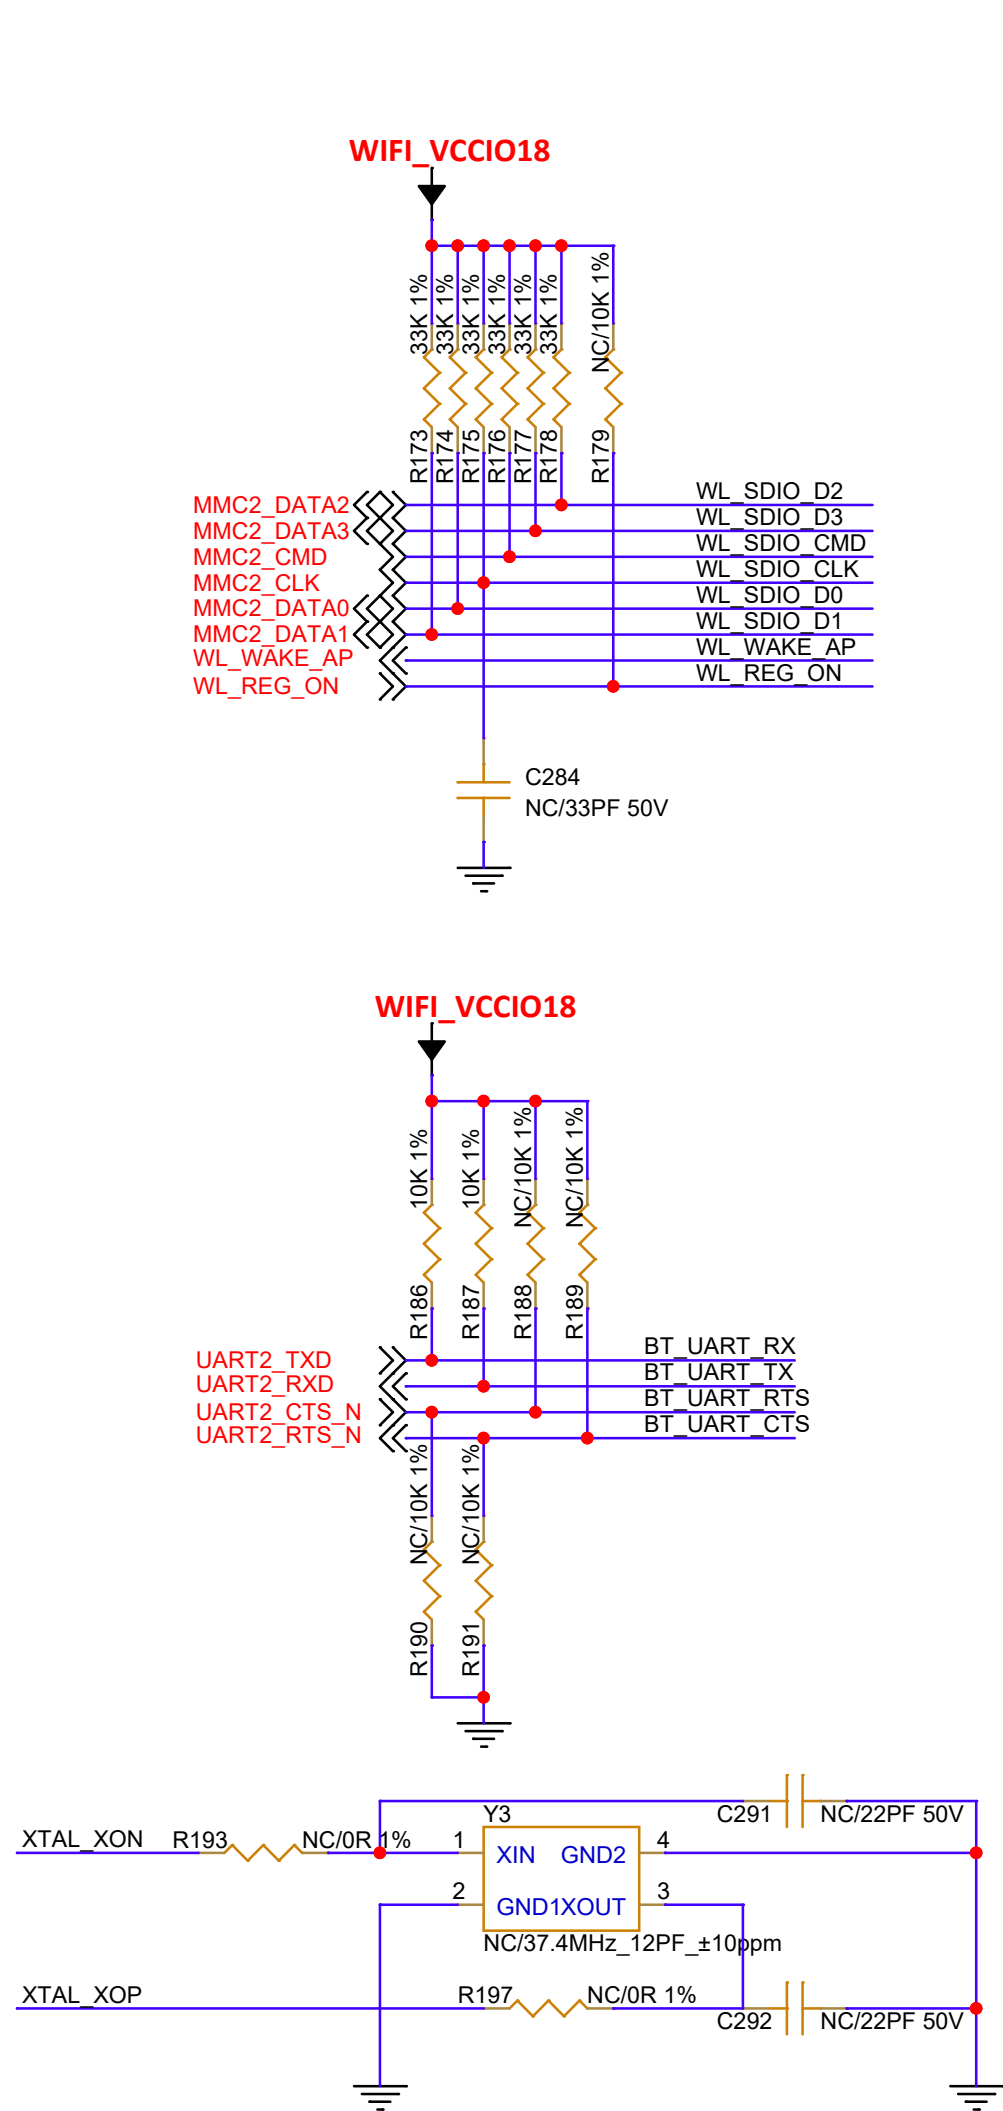 WIFI_VCCIO18
33K 1%
33K 1%
33K 1%
33K 1%
33K 1%
33K 1%
NC/10K 1%
R173
R174
R175
R176
R177
R178
R179
MMC2_DATA2
WL_SDIO_D2
MMC2_DATA3
WL_SDIO_D3
MMC2_CMD
WL_SDIO_CMD
MMC2_CLK
WL_SDIO_CLK
MMC2_DATA0
WL_SDIO_D0
MMC2_DATA1
WL_SDIO_D1
WL_WAKE_AP
WL_WAKE_AP
WL_REG_ON
WL_REG_ON
C284
NC/33PF 50V
WIFI_VCCIO18
10K 1%
10K 1%
NC/10K 1%
NC/10K 1%
R186
R187
R188
R189
UART2_TXD
BT_UART_RX
UART2_RXD
BT_UART_TX
UART2_CTS_N
BT_UART_RTS
UART2_RTS_N
BT_UART_CTS
NC/10K 1%
NC/10K 1%
R190
R191
Y3
C291
NC/22PF 50V
XTAL_XON
R193
NC/0R 1%
1
XIN
GND2
4
2
GND1
XOUT
3
NC/37.4MHz_12PF_±10ppm
XTAL_XOP
R197
NC/0R 1%
C292
NC/22PF 50V